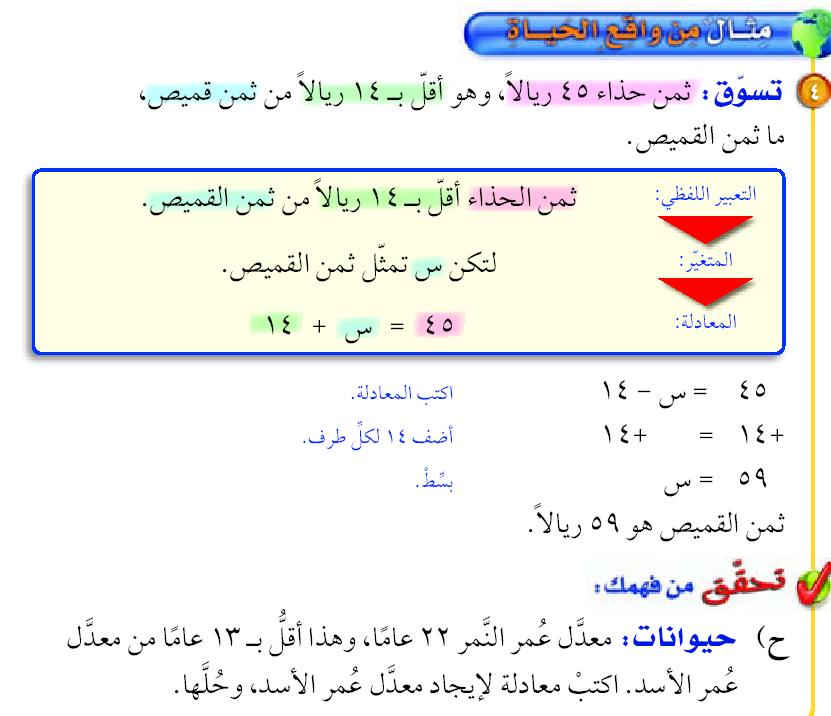 مِثَالٌ مِن واقِعِ الحَيـاةِ
٤ تسوّق: ثمن حذاء ٤٥ ريالاً، وهو أقلّ بـ ١٤ ريالاً من ثمن قميص،
ما ثمن القميص.
التعبير اللفظي: ثمن الحذاء أقلّ بـ ١٤ ريالاً من ثمن القميص.
المتغيّر: لتكن س تمثّل ثمن القميص.
المعادلة: ٤٥ = س + ١٤
٤٥ = س − ١٤ اكتب المعادلة.
+١٤ = +١٤ أضف ١٤ لكلِّ طرف.
٥٩ = س بسِّطْ.
ثمن القميص هو ٥٩ ريالاً.
تحقَّق من فهمك:
ح) حيوانات: معدَّل عُمر النَّمر ٢٢ عامًا، وهذا أقلُّ بـ ١٣ عامًا من معدَّل
عُمر الأسد. اكتبْ معادلة لإيجاد معدَّل عُمر الأسد، وحُلَّها.